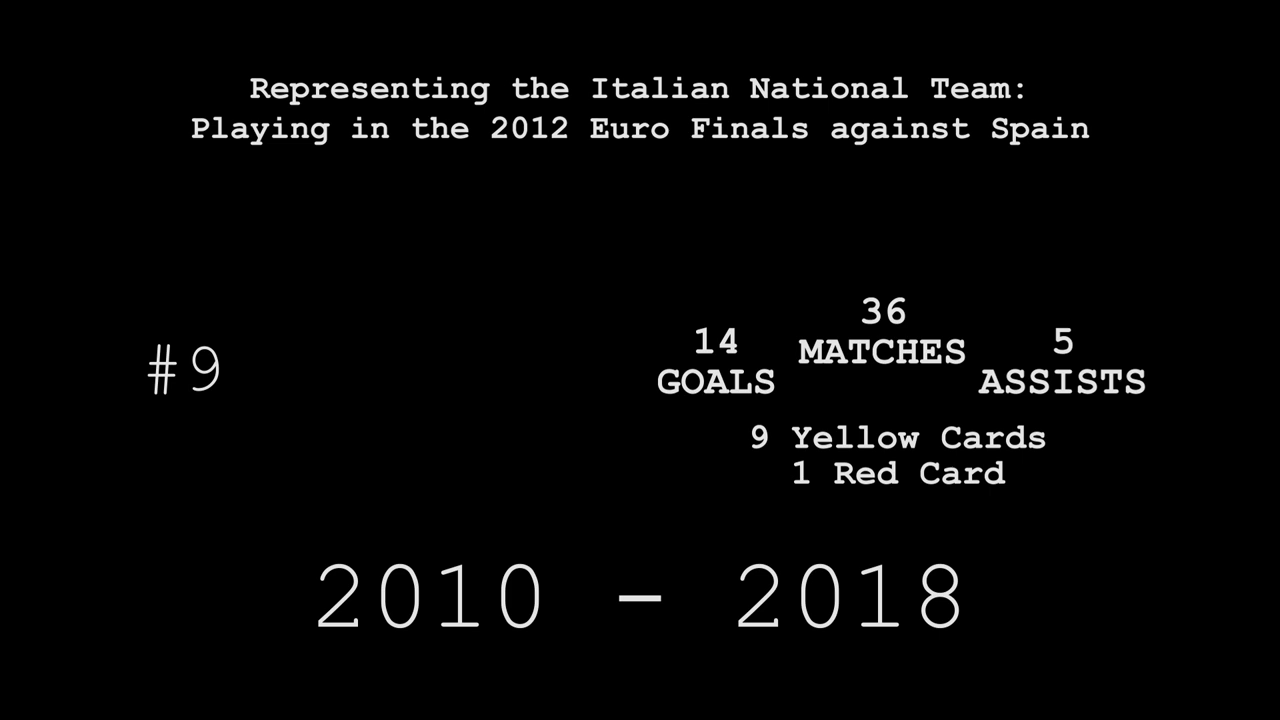 Representing the Italian National Team:
Playing in the 2012 Euro Finals against Spain
#9
14
GOALS
36
MATCHES
5
ASSISTS
9 Yellow Cards
1 Red Card
2010 - 2018